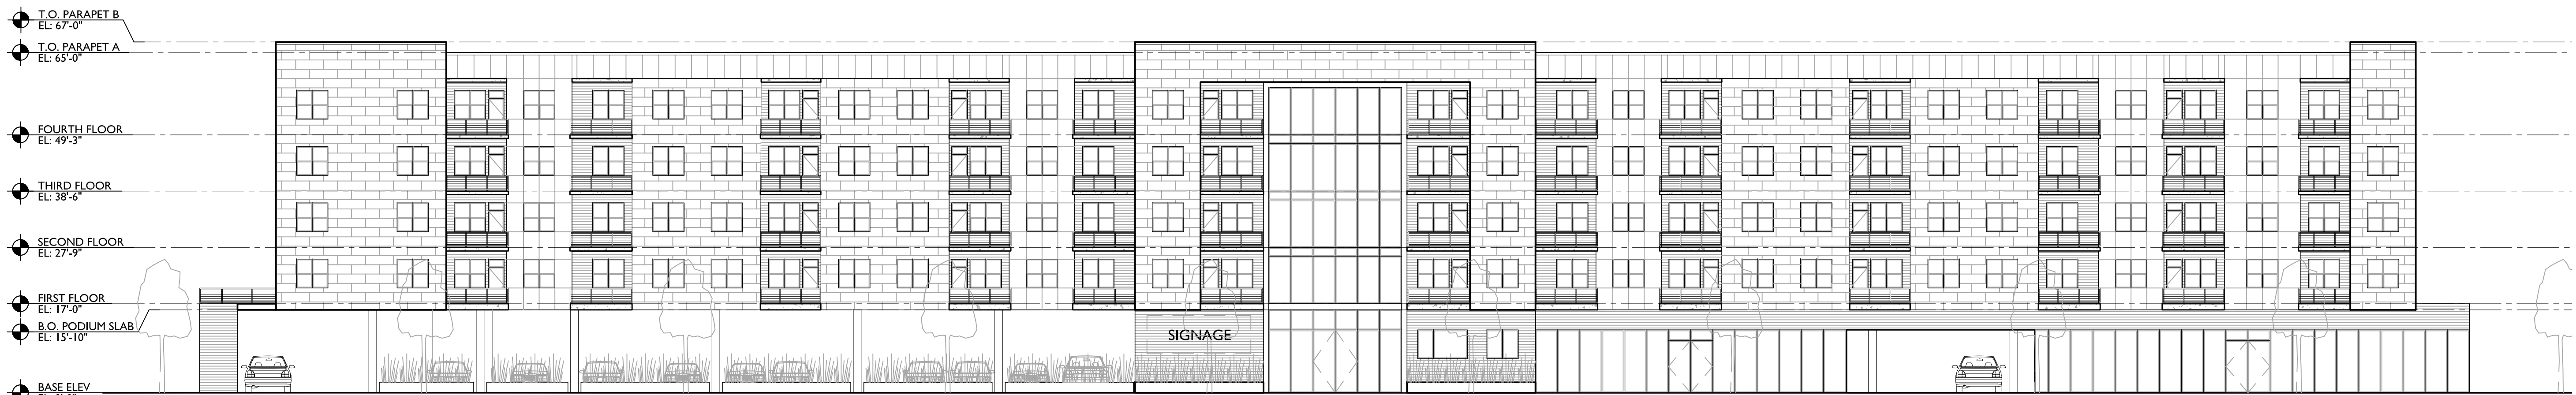 T.O. PARAPET B
EL: 67'-0"
T.O. PARAPET A
EL: 65'-0"
FOURTH FLOOR
EL: 49'-3"
THIRD FLOOR
EL: 38'-6"
SECOND FLOOR
EL: 27'-9"
FIRST FLOOR
EL: 17'-0"
B.O. PODIUM SLAB
EL: 15'-10"
SIGNAGE
BASE ELEV